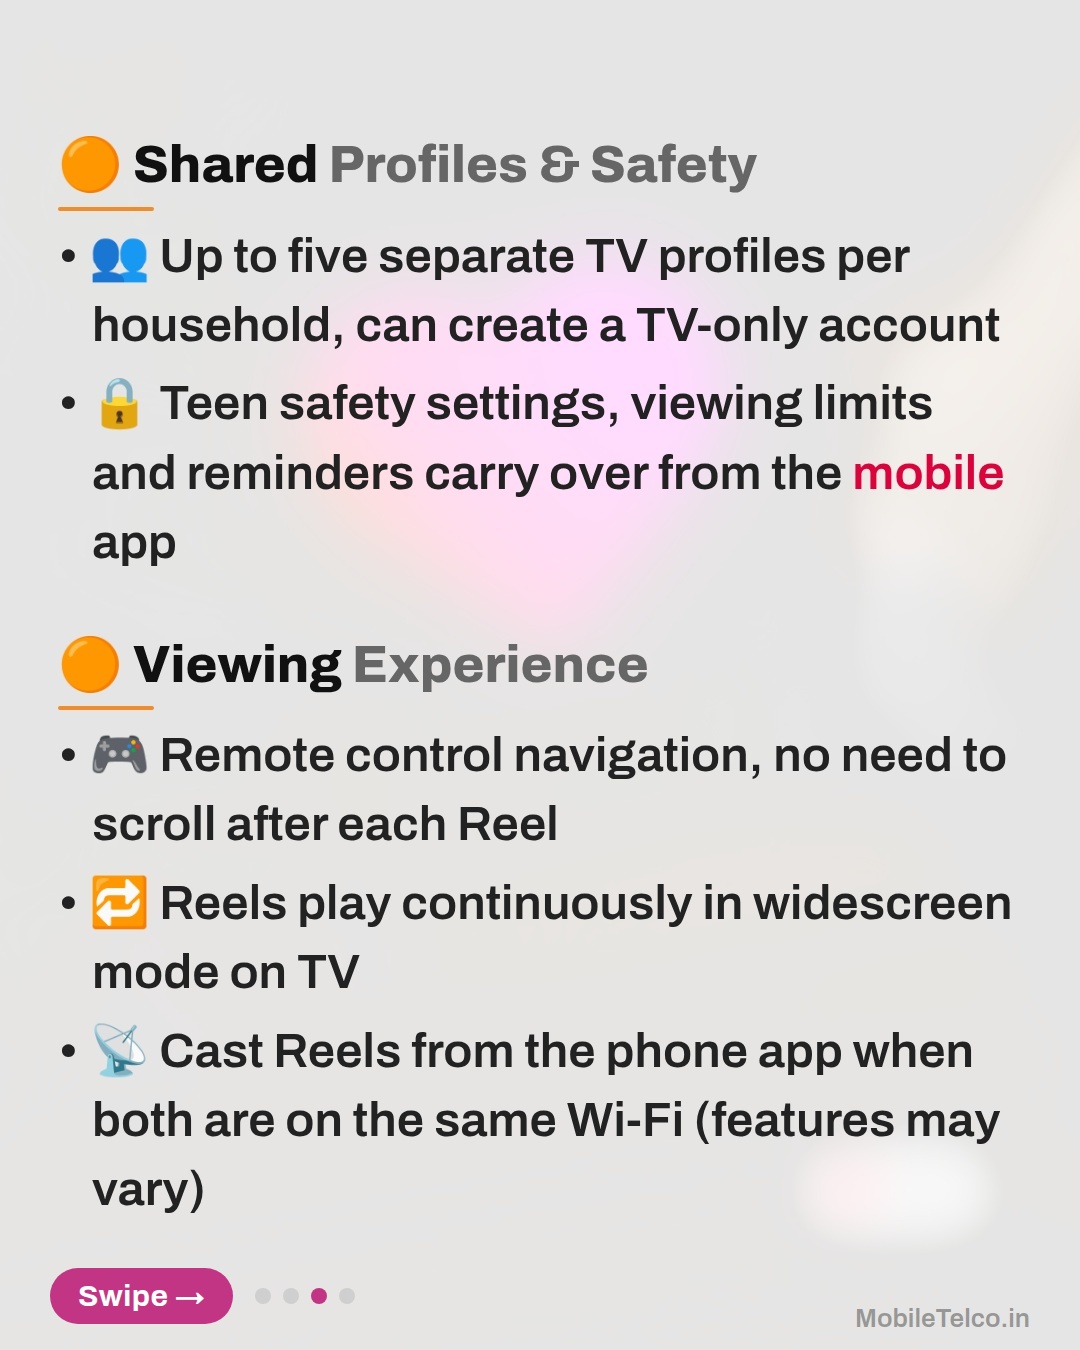 🟠 Shared Profiles & Safety
• 👥 Up to five separate TV profiles per
household, can create a TV-only account
• 🔒 Teen safety settings, viewing limits
and reminders carry over from the mobile
app
🟠 Viewing Experience
• 🎮 Remote control navigation, no need to
scroll after each Reel
• 🔁 Reels play continuously in widescreen
mode on TV
• 📡 Cast Reels from the phone app when
both are on the same Wi-Fi (features may
vary)
Swipe →
MobileTelco.in